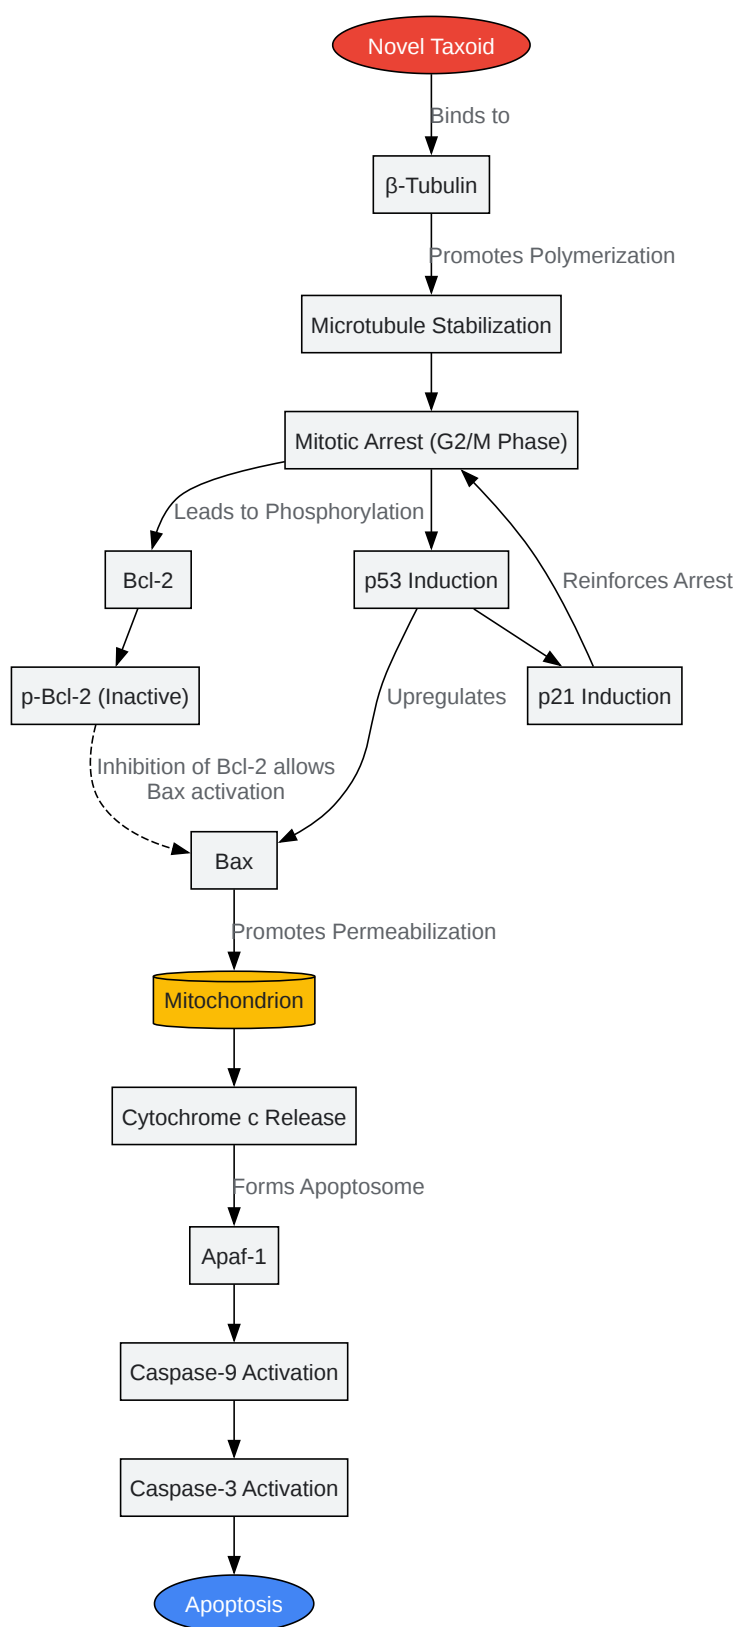 Novel Taxoid
Binds to
β-Tubulin
Promotes Polymerization
Microtubule Stabilization
Mitotic Arrest (G2/M Phase)
Leads to Phosphorylation
Bcl-2
p53 Induction
Reinforces Arrest
p-Bcl-2 (Inactive)
Upregulates
p21 Induction
Inhibition of Bcl-2 allows
Bax activation
Bax
Promotes Permeabilization
Mitochondrion
Cytochrome c Release
Forms Apoptosome
Apaf-1
Caspase-9 Activation
Caspase-3 Activation
Apoptosis